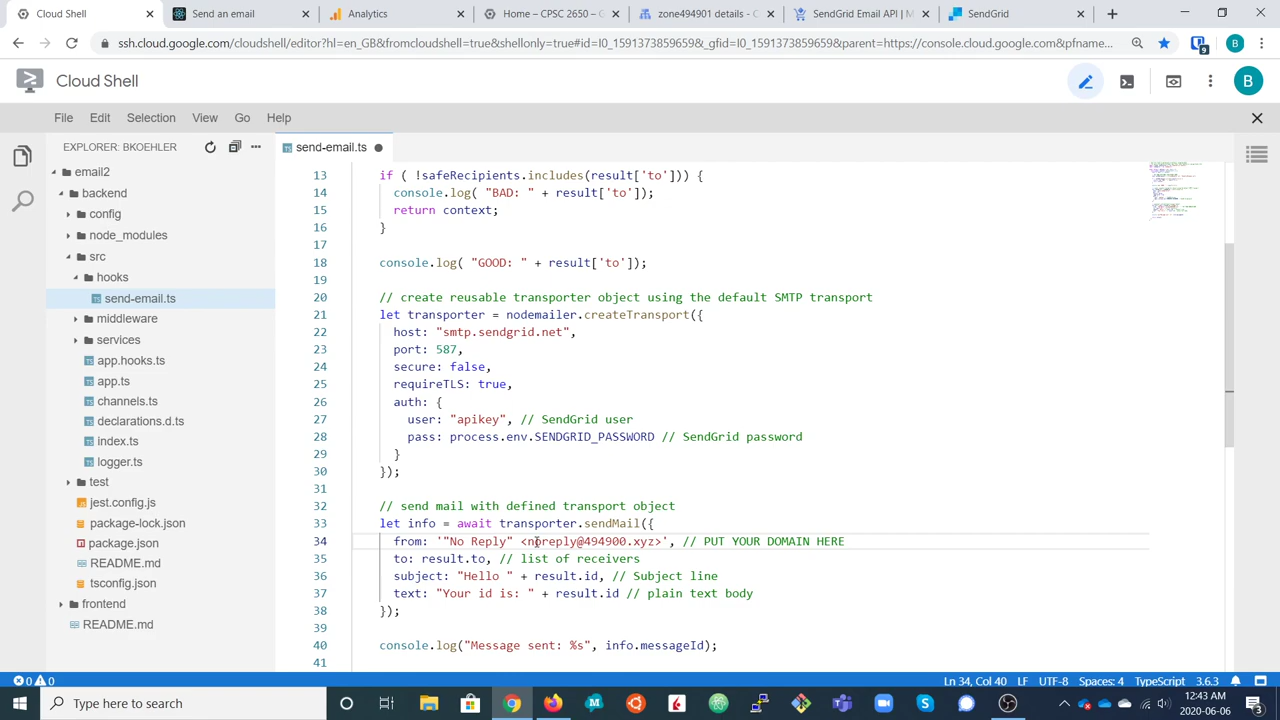 Cloud Shell
Send an email
Analytics
Home – CPSC 2650 – G
zone494901 details – C
SendGrid Email API | M
SendGrid
ssh.cloud.google.com/cloudshell/editor?hl=en_GB&fromcloudshell=true&shellonly=true#id=I0_1591373859659&_gfid=I0_1591373859659&parent=https://console.cloud.google.com&pfname...
9
B
Cloud Shell
B
File Edit Selection View Go Help
EXPLORER: BKOEHLER
send-email.ts
email2
backend
config
node_modules
src
hooks
send-email.ts
middleware
services
app.hooks.ts
app.ts
channels.ts
declarations.d.ts
index.ts
logger.ts
test
jest.config.js
package-lock.json
package.json
README.md
tsconfig.json
frontend
README.md
13 if ( !safeRecipients.includes(result['to'])) {
14 console.log( "BAD: " + result['to']);
15 return context;
16 }
17
18 console.log( "GOOD: " + result['to']);
19
20 // create reusable transporter object using the default SMTP transport
21 let transporter = nodemailer.createTransport({
22 host: "smtp.sendgrid.net",
23 port: 587,
24 secure: false,
25 requireTLS: true,
26 auth: {
27 user: "apikey", // SendGrid user
28 pass: process.env.SENDGRID_PASSWORD // SendGrid password
29 }
30 });
31
32 // send mail with defined transport object
33 let info = await transporter.sendMail({
34 from: '"No Reply" <noreply@494900.xyz>', // PUT YOUR DOMAIN HERE
35 to: result.to, // list of receivers
36 subject: "Hello " + result.id, // Subject line
37 text: "Your id is: " + result.id // plain text body
38 });
39
40 console.log("Message sent: %s", info.messageId);
41
0 0
Ln 34, Col 40 LF UTF-8 Spaces: 4 TypeScript 3.6.3
Type here to search
12:43 AM
2020-06-06
3